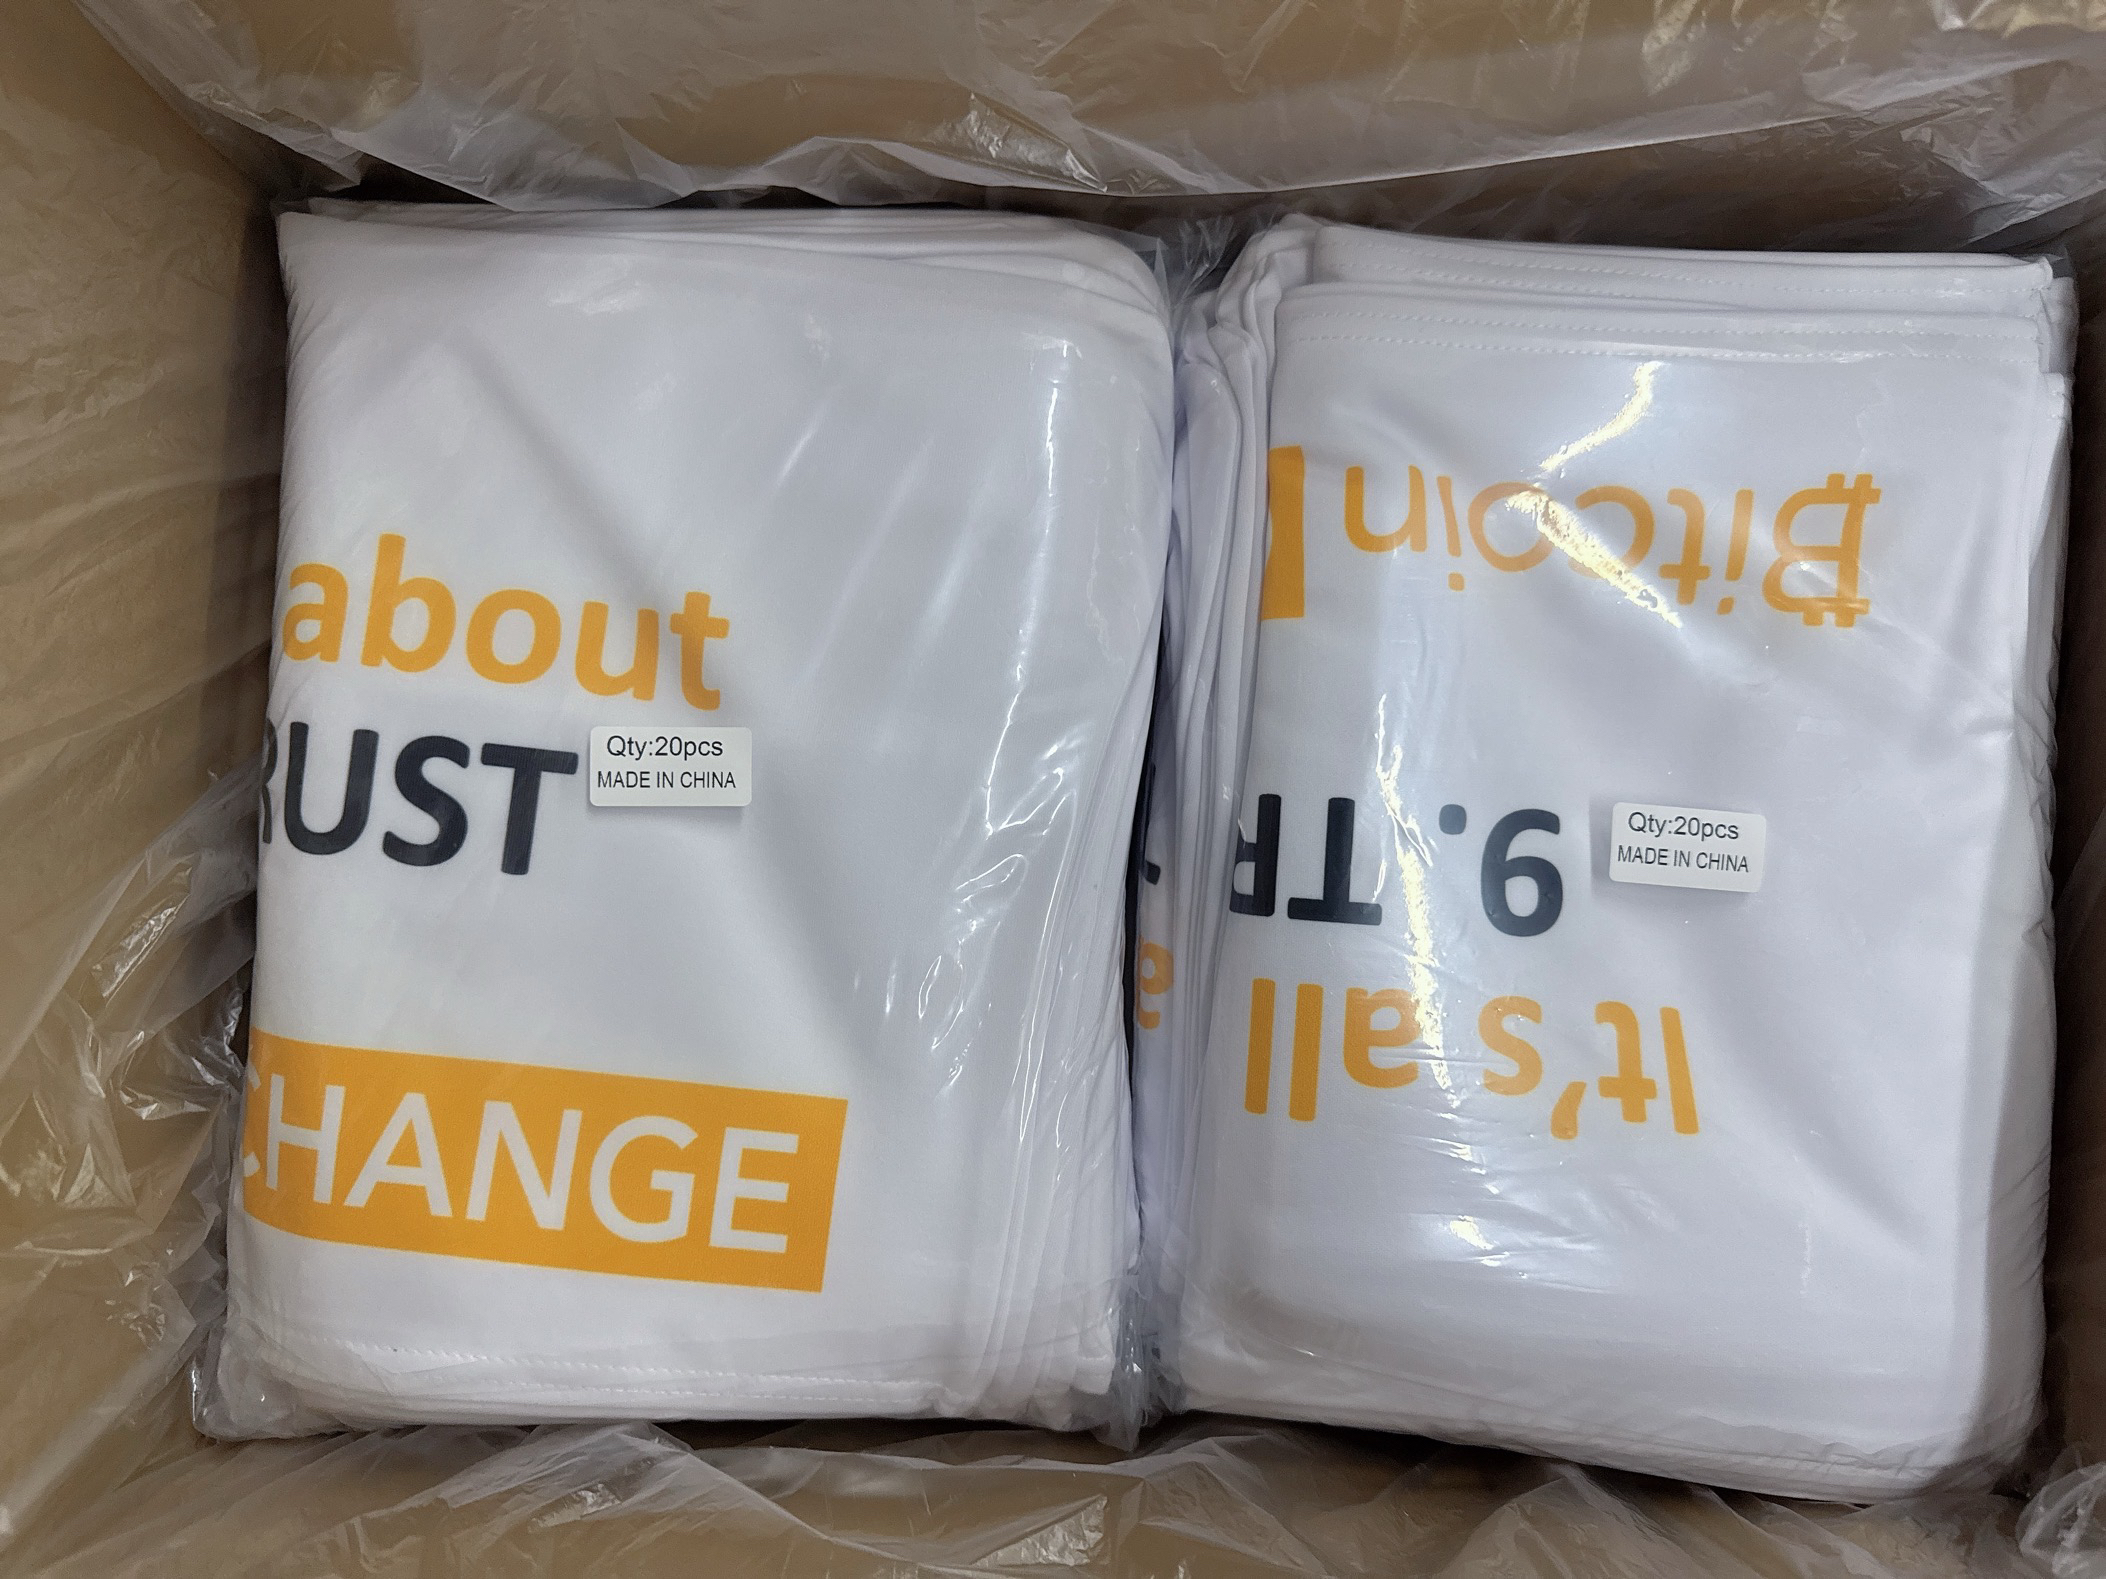 about
RUST
Qty:20pcs
MADE IN CHINA
CHANGE
It's all
9. TR
Qty:20pcs
MADE IN CHINA
Bitcoin